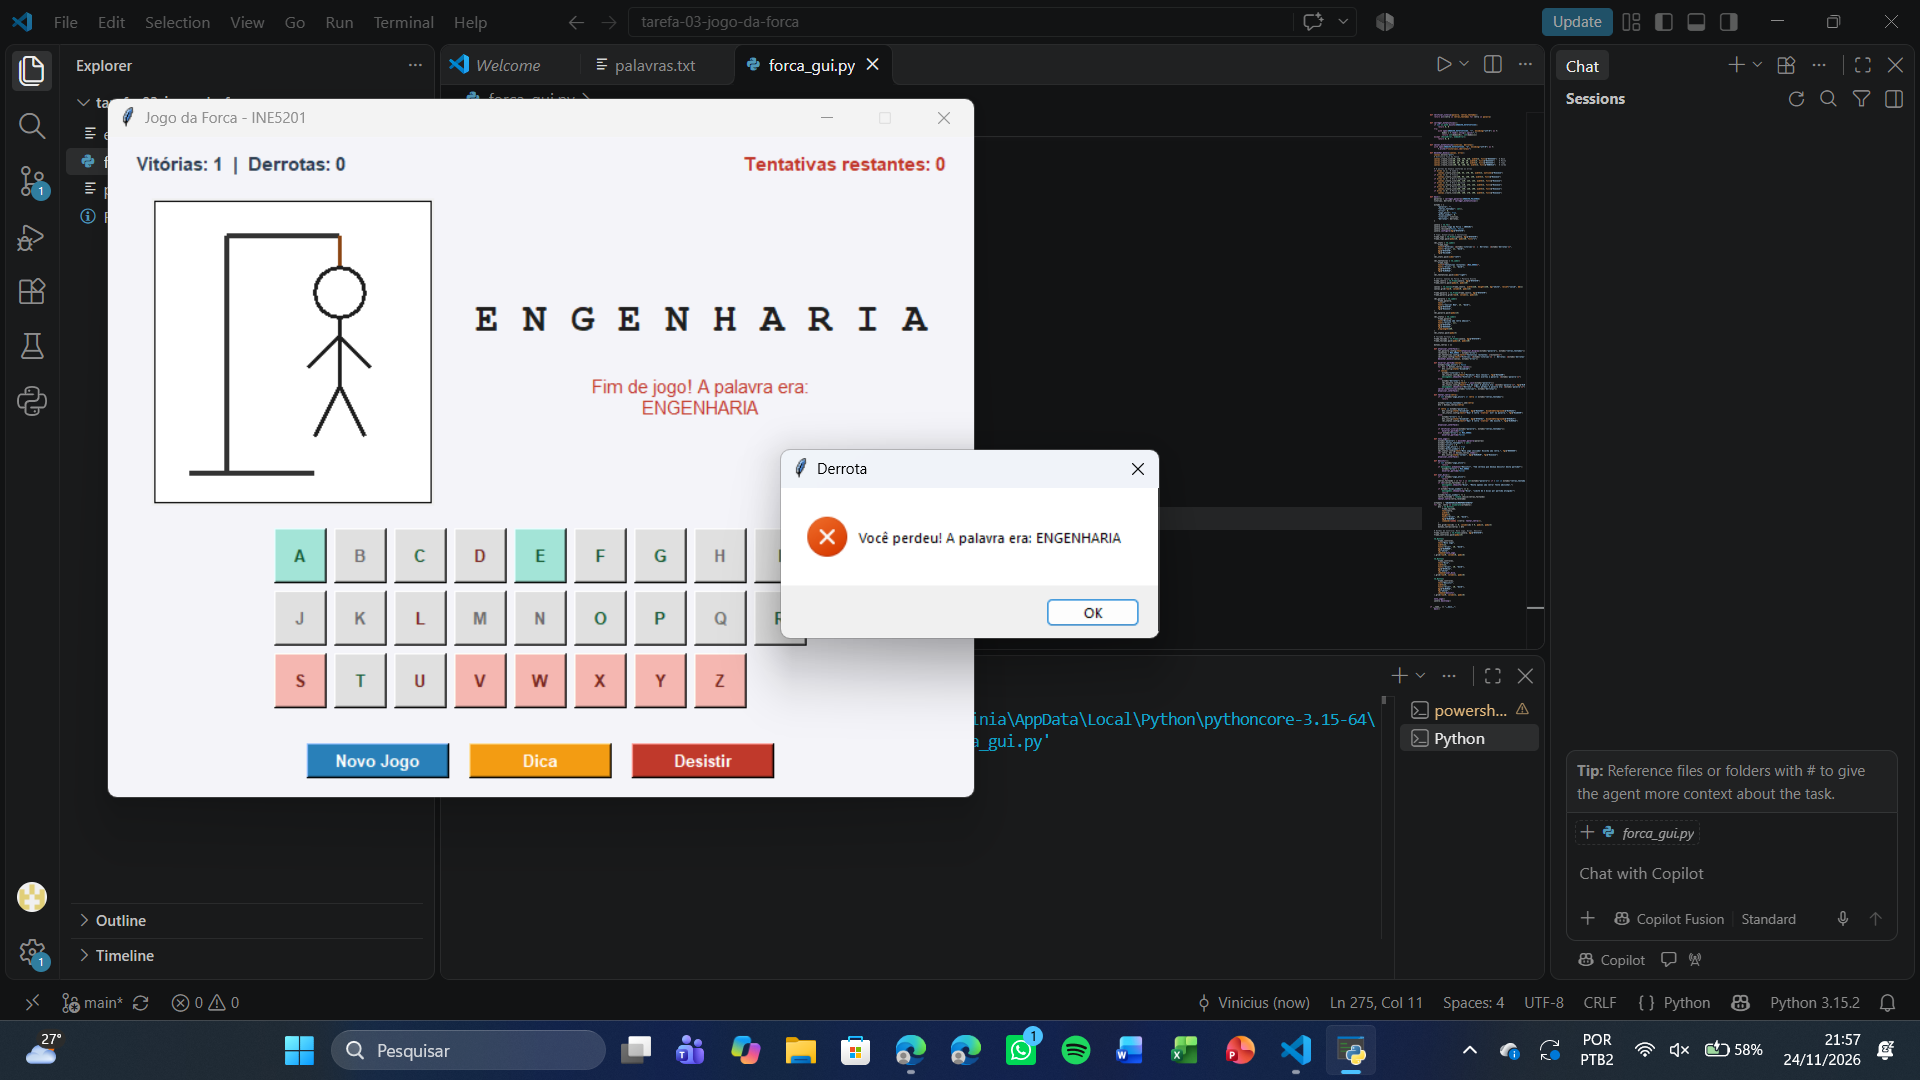 File Edit Selection View Go Run Terminal Help
tarefa-03-jogo-da-forca
Update
Explorer
Welcome
palavras.txt
forca_gui.py
Chat
Sessions
Jogo da Forca - INE5201
Vitórias: 1 | Derrotas: 0
Tentativas restantes: 0
E N G E N H A R I A
Fim de jogo! A palavra era:
ENGENHARIA
A B C D E F G H
J K L M N O P Q
S T U V W X Y Z
Novo Jogo
Dica
Desistir
Derrota
Você perdeu! A palavra era: ENGENHARIA
OK
inia\AppData\Local\Python\pythoncore-3.15-64\
a_gui.py'
powersh...
Python
Tip: Reference files or folders with # to give
the agent more context about the task.
forca_gui.py
Chat with Copilot
Copilot Fusion Standard
Copilot
Outline
Timeline
1
1
main*
0 0
Vinicius (now)
Ln 275, Col 11
Spaces: 4
UTF-8
CRLF
{ } Python
Python 3.15.2
27°
Pesquisar
1
POR
PTB2
58%
21:57
24/11/2026